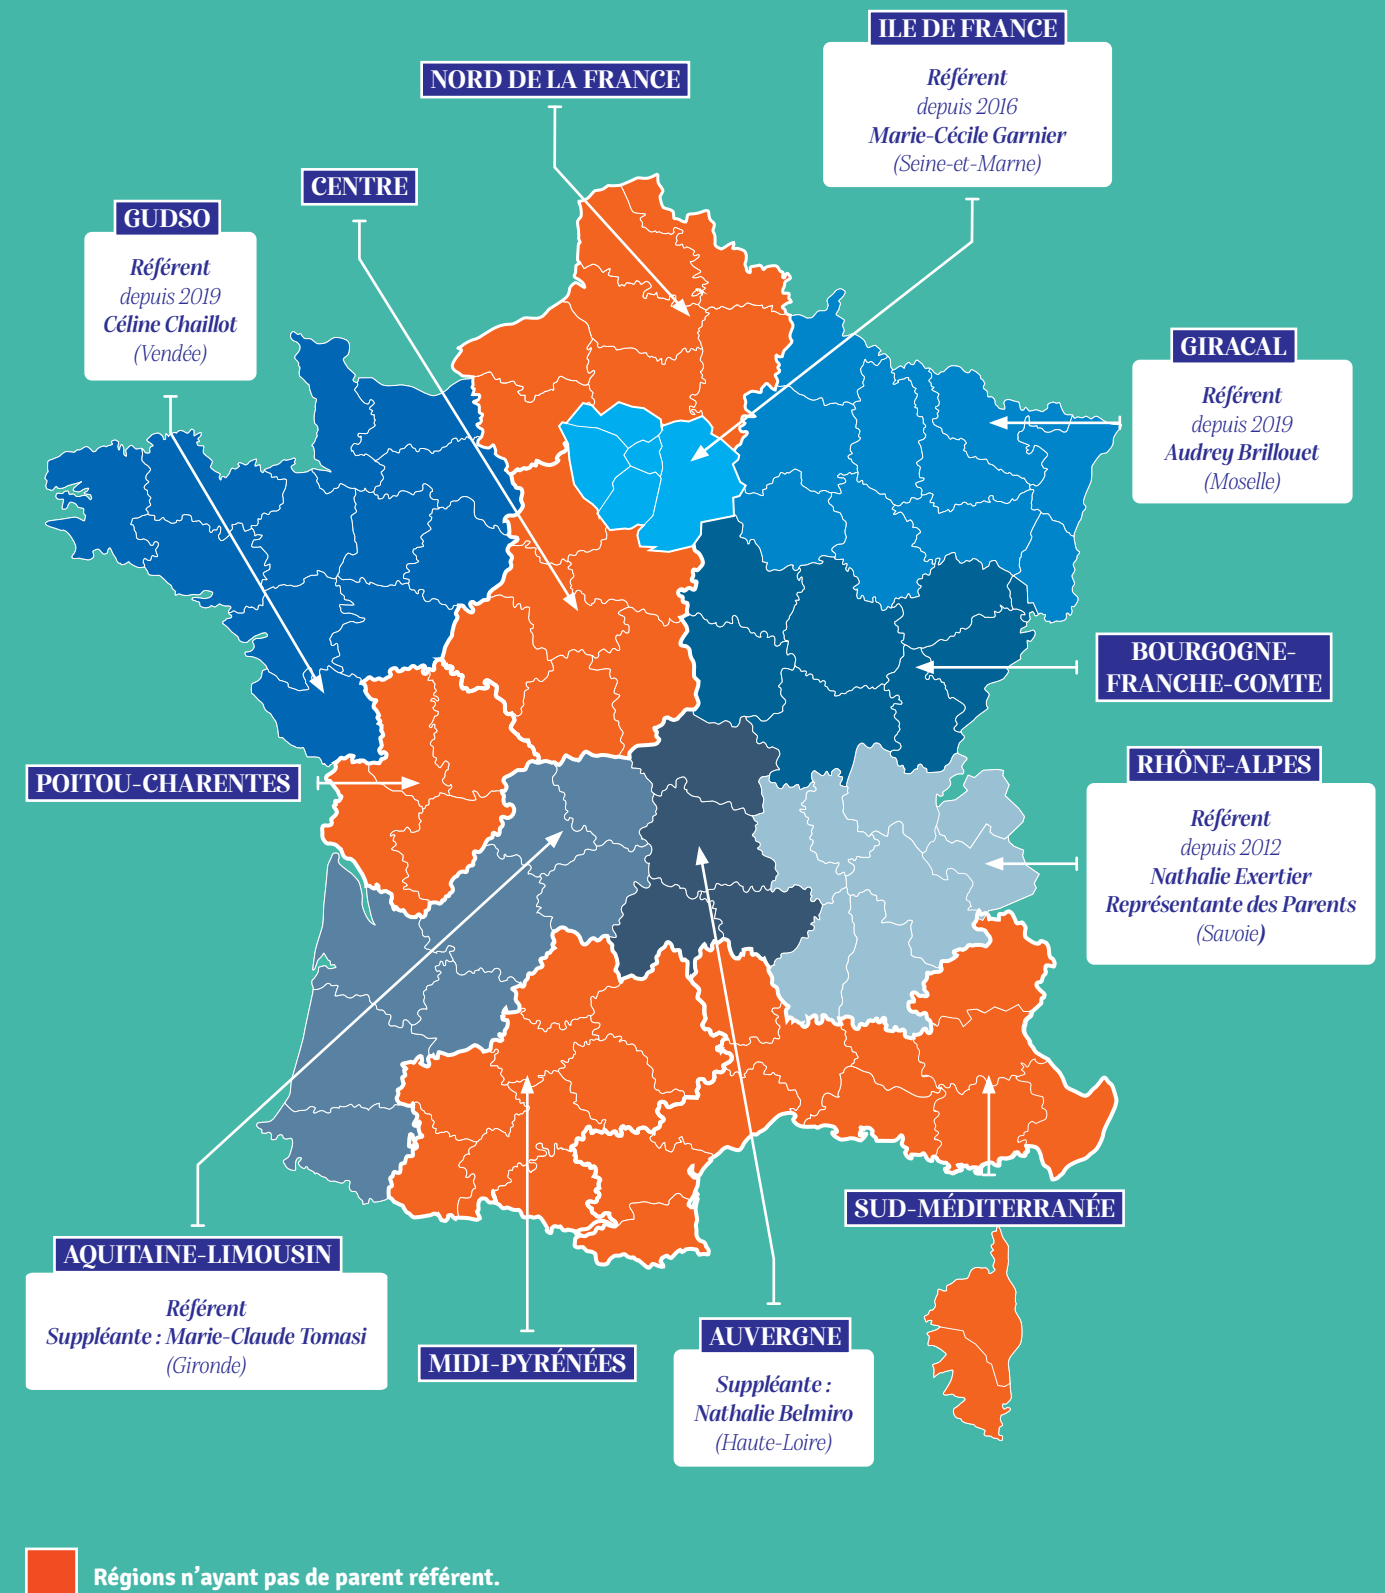 ILE DE FRANCE
Référent
depuis 2016
Marie-Cécile Garnier
(Seine-et-Marne)
NORD DE LA FRANCE
CENTRE
GUDSO
Référent
depuis 2019
Céline Chaillot
(Vendée)
GIRACAL
Référent
depuis 2019
Audrey Brillouet
(Moselle)
BOURGOGNE-
FRANCHE-COMTE
POITOU-CHARENTES
RHÔNE-ALPES
Référent
depuis 2012
Nathalie Exertier
Représentante des Parents
(Savoie)
SUD-MÉDITERRANÉE
AQUITAINE-LIMOUSIN
Référent
Suppléante : Marie-Claude Tomasi
(Gironde)
MIDI-PYRÉNÉES
AUVERGNE
Suppléante :
Nathalie Belmiro
(Haute-Loire)
Régions n’ayant pas de parent référent.